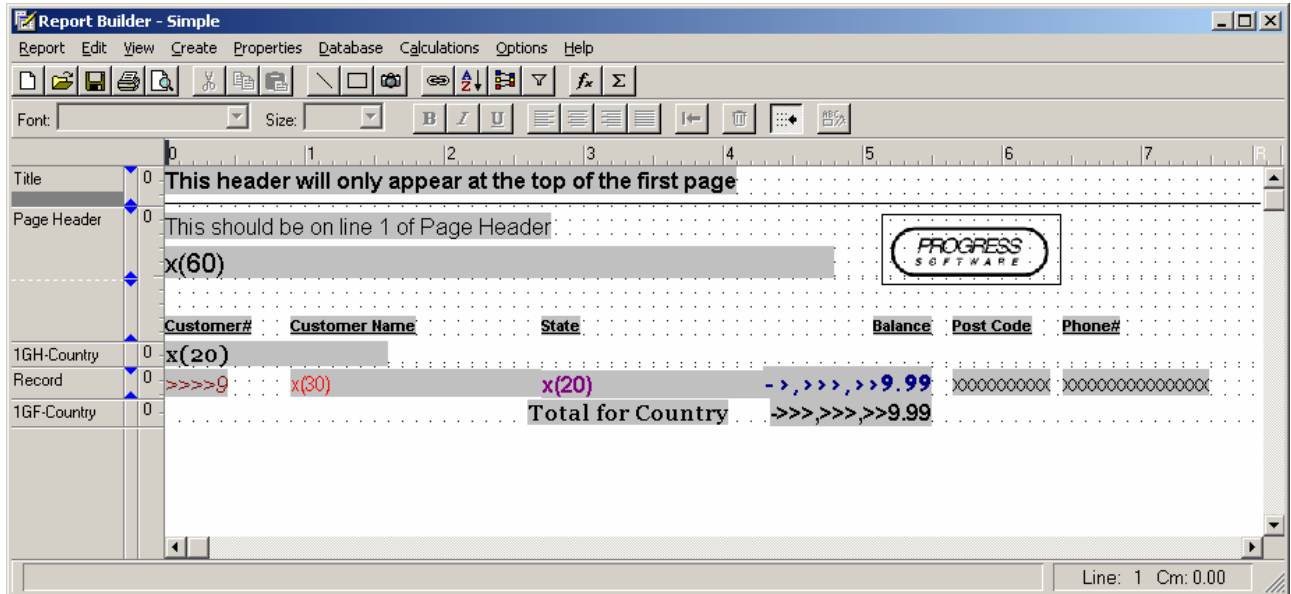 Report Builder - Simple
Report Edit View Create Properties Database Calculations Options Help
Font: Size: B I U
0 1 2 3 4 5 6 7
Title 0 This header will only appear at the top of the first page
Page Header 0 This should be on line 1 of Page Header
PROGRESS
SOFTWARE
x(60)
Customer# Customer Name State Balance Post Code Phone#
1GH-Country 0 x(20)
Record 0 >>>>9 x(30) x(20) ->,>>>,>>9.99 XXXXXXXXXX XXXXXXXXXXXXXXXX
1GF-Country 0 Total for Country ->>>,>>>,>>9.99
Line: 1 Cm: 0.00